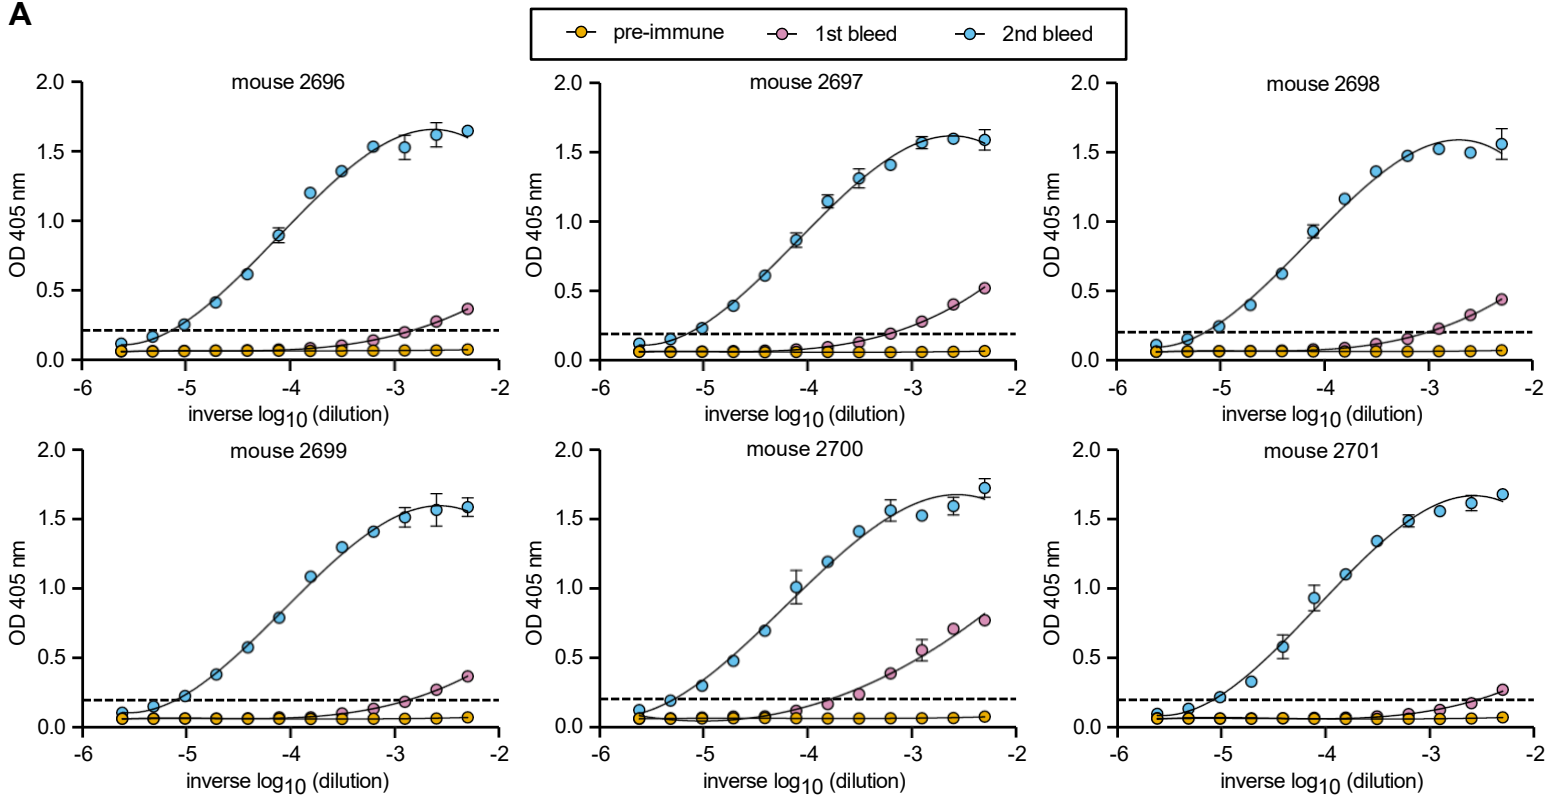 A
pre-immune 1st bleed 2nd bleed
mouse 2696
2.0
1.5
1.0
0.5
0.0
OD 405 nm
-6 -5 -4 -3 -2
inverse log10 (dilution)
mouse 2697
2.0
1.5
1.0
0.5
0.0
OD 405 nm
-6 -5 -4 -3 -2
inverse log10 (dilution)
mouse 2698
2.0
1.5
1.0
0.5
0.0
OD 405 nm
-6 -5 -4 -3 -2
inverse log10 (dilution)
mouse 2699
2.0
1.5
1.0
0.5
0.0
OD 405 nm
-6 -5 -4 -3 -2
inverse log10 (dilution)
mouse 2700
2.0
1.5
1.0
0.5
0.0
OD 405 nm
-6 -5 -4 -3 -2
inverse log10 (dilution)
mouse 2701
2.0
1.5
1.0
0.5
0.0
OD 405 nm
-6 -5 -4 -3 -2
inverse log10 (dilution)